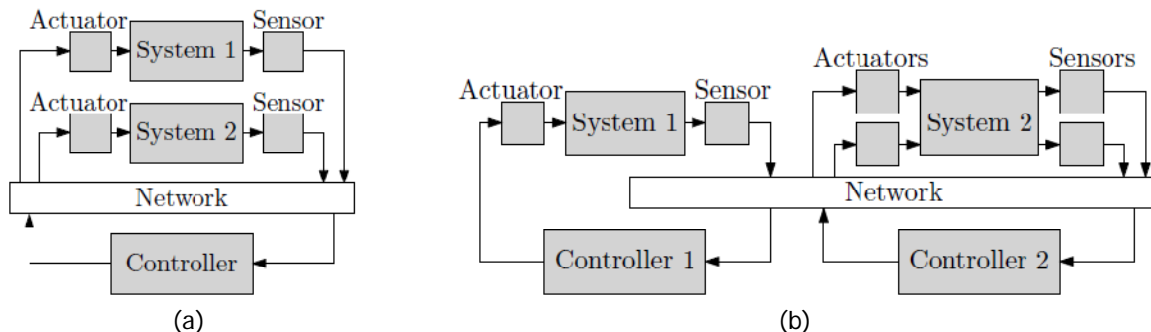 Actuator Sensor
System 1
Actuator Sensor
System 2
Network
Controller
(a)
Actuators Sensors
Actuator Sensor
System 1
System 2
Network
Controller 1
Controller 2
(b)